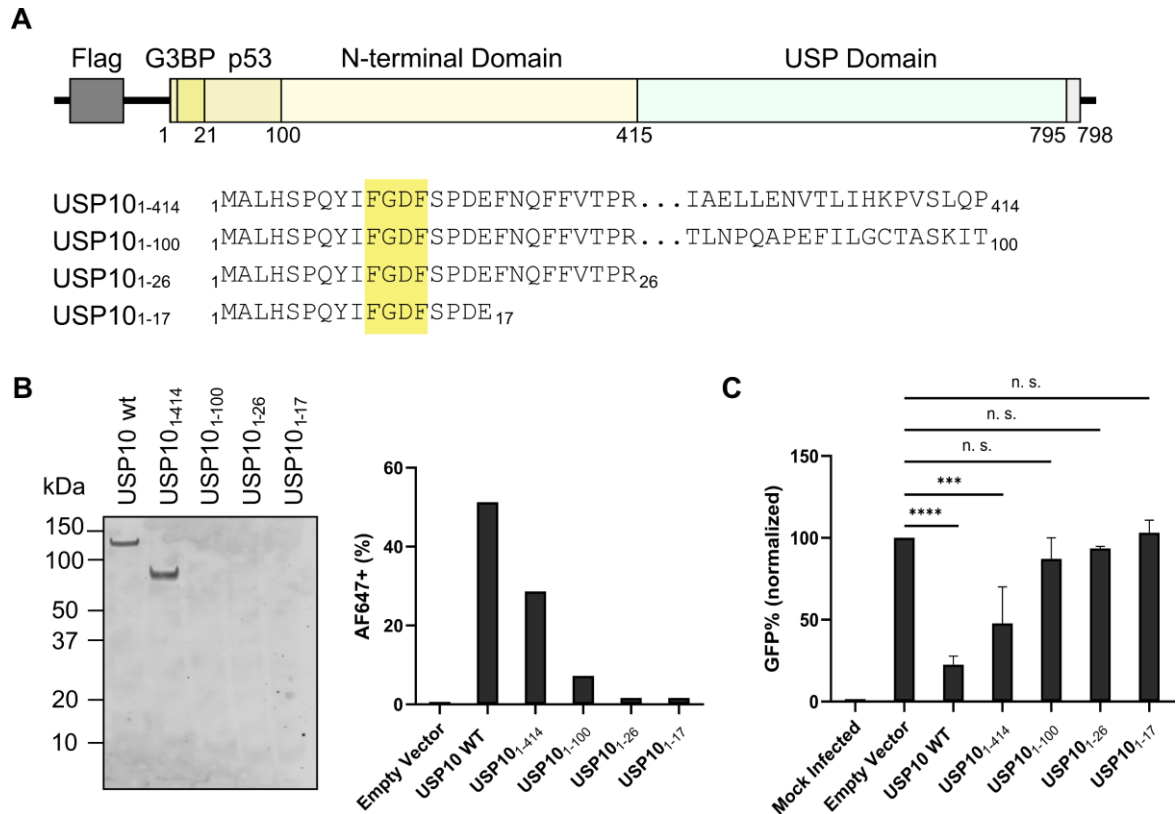 A
Flag G3BP p53 N-terminal Domain USP Domain
1 21 100 415 795 798
USP10₁₋₄₁₄ ₁MALHSPQYIFGDFSPDEFNQFFVTPR...IAELLENVTLIHKPVSLQP₄₁₄
USP10₁₋₁₀₀ ₁MALHSPQYIFGDFSPDEFNQFFVTPR...TLNPQAPEFILGCTASKIT₁₀₀
USP10₁₋₂₆ ₁MALHSPQYIFGDFSPDEFNQFFVTPR₂₆
USP10₁₋₁₇ ₁MALHSPQYIFGDFSPDE₁₇
B
USP10 wt
USP10₁₋₄₁₄
USP10₁₋₁₀₀
USP10₁₋₂₆
USP10₁₋₁₇
kDa
150
100
50
37
20
10
AF647+ (%)
60
40
20
0
Empty Vector
USP10 WT
USP10₁₋₄₁₄
USP10₁₋₁₀₀
USP10₁₋₂₆
USP10₁₋₁₇
C
n. s.
n. s.
n. s.
***
****
GFP% (normalized)
150
100
50
0
Mock Infected
Empty Vector
USP10 WT
USP10₁₋₄₁₄
USP10₁₋₁₀₀
USP10₁₋₂₆
USP10₁₋₁₇